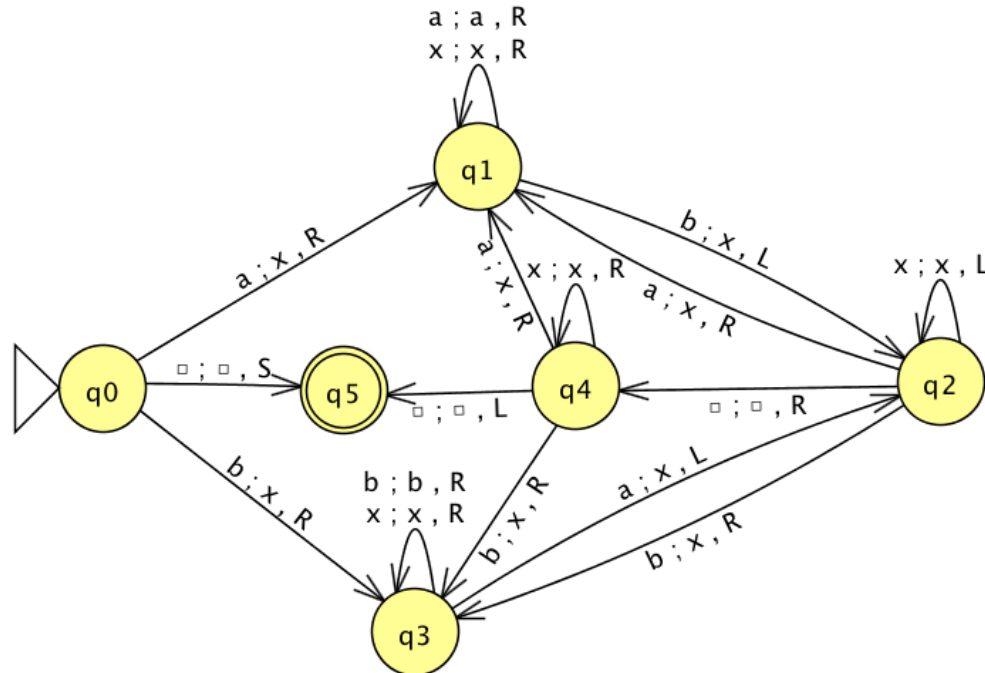 a ; a , R
x ; x , R
q1
a ; x , R
b ; x , L
a ; x , R
a ; x , R
x ; x , R
x ; x , L
q0
□ ; □ , S
q5
□ ; □ , L
q4
□ ; □ , R
q2
b ; x , R
b ; b , R
x ; x , R
b ; x , R
a ; x , L
b ; x , R
q3